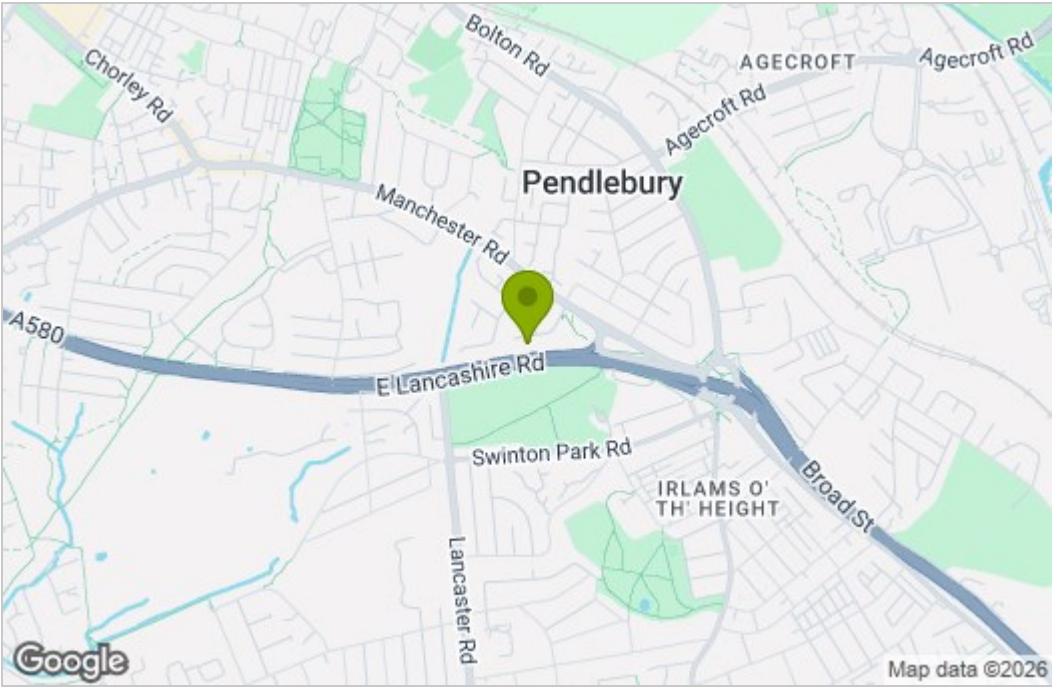 Bolton Rd
Agecroft Rd
AGECROFT
Chorley Rd
Agecroft Rd
Pendlebury
Manchester Rd
A580
E Lancashire Rd
Swinton Park Rd
IRLAMS O'
TH' HEIGHT
Broad St
Lancaster Rd
Google
Map data ©2026